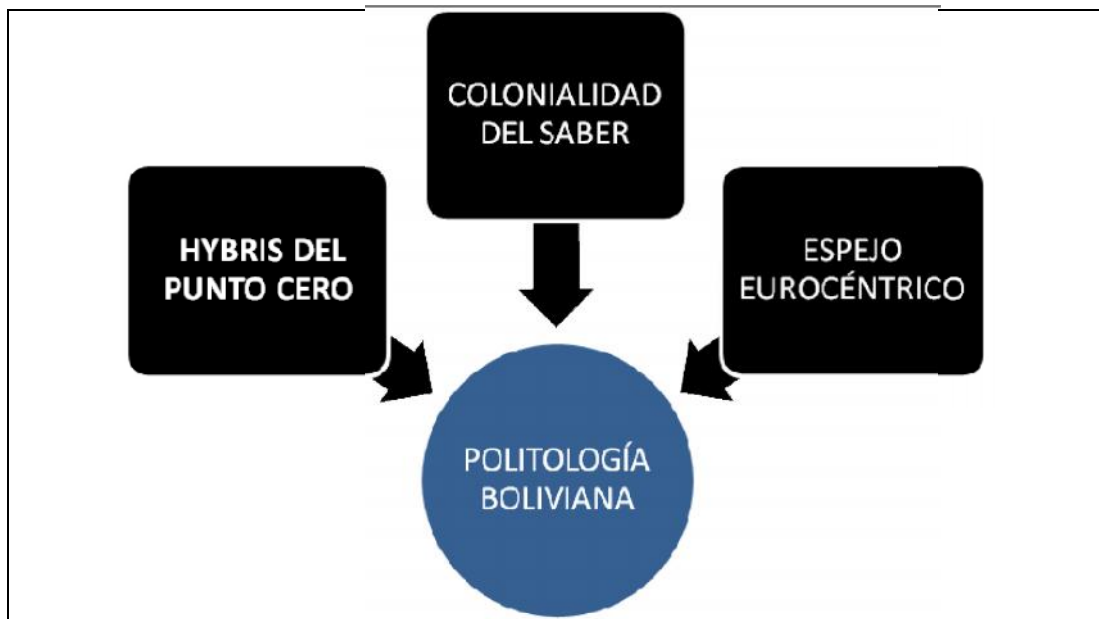 COLONIALIDAD
DEL SABER
HYBRIS DEL
PUNTO CERO
ESPEJO
EUROCÉNTRICO
POLITOLOGÍA
BOLIVIANA